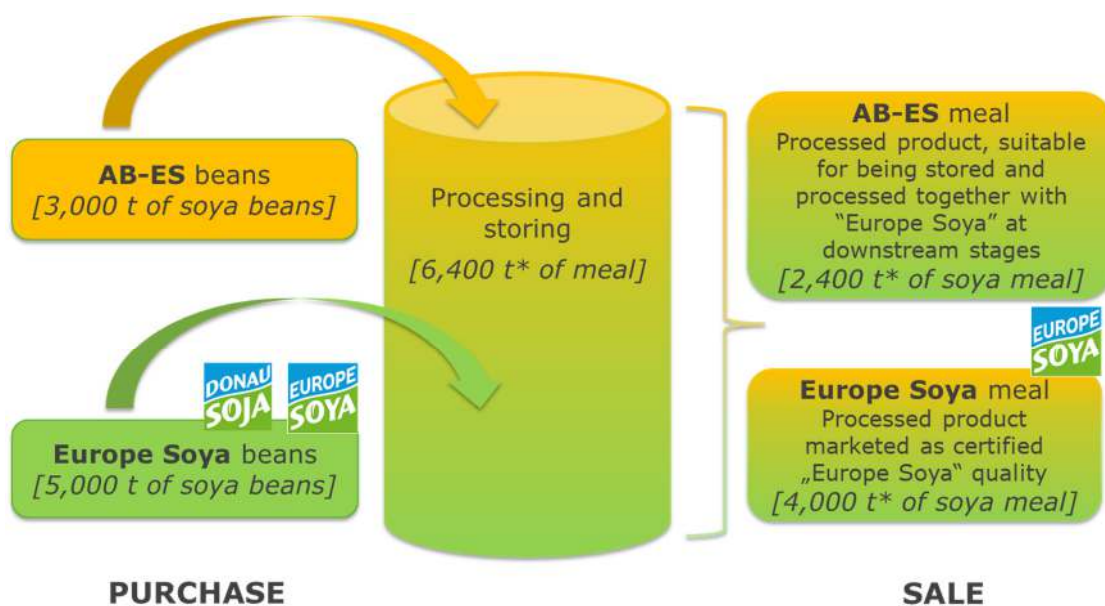 AB-ES beans
[3,000 t of soya beans]
DONAU
SOJA
EUROPE
SOYA
Europe Soya beans
[5,000 t of soya beans]
PURCHASE
Processing and
storing
[6,400 t* of meal]
AB-ES meal
Processed product, suitable
for being stored and
processed together with
“Europe Soya” at
downstream stages
[2,400 t* of soya meal]
EUROPE
SOYA
Europe Soya meal
Processed product
marketed as certified
„Europe Soya“ quality
[4,000 t* of soya meal]
SALE